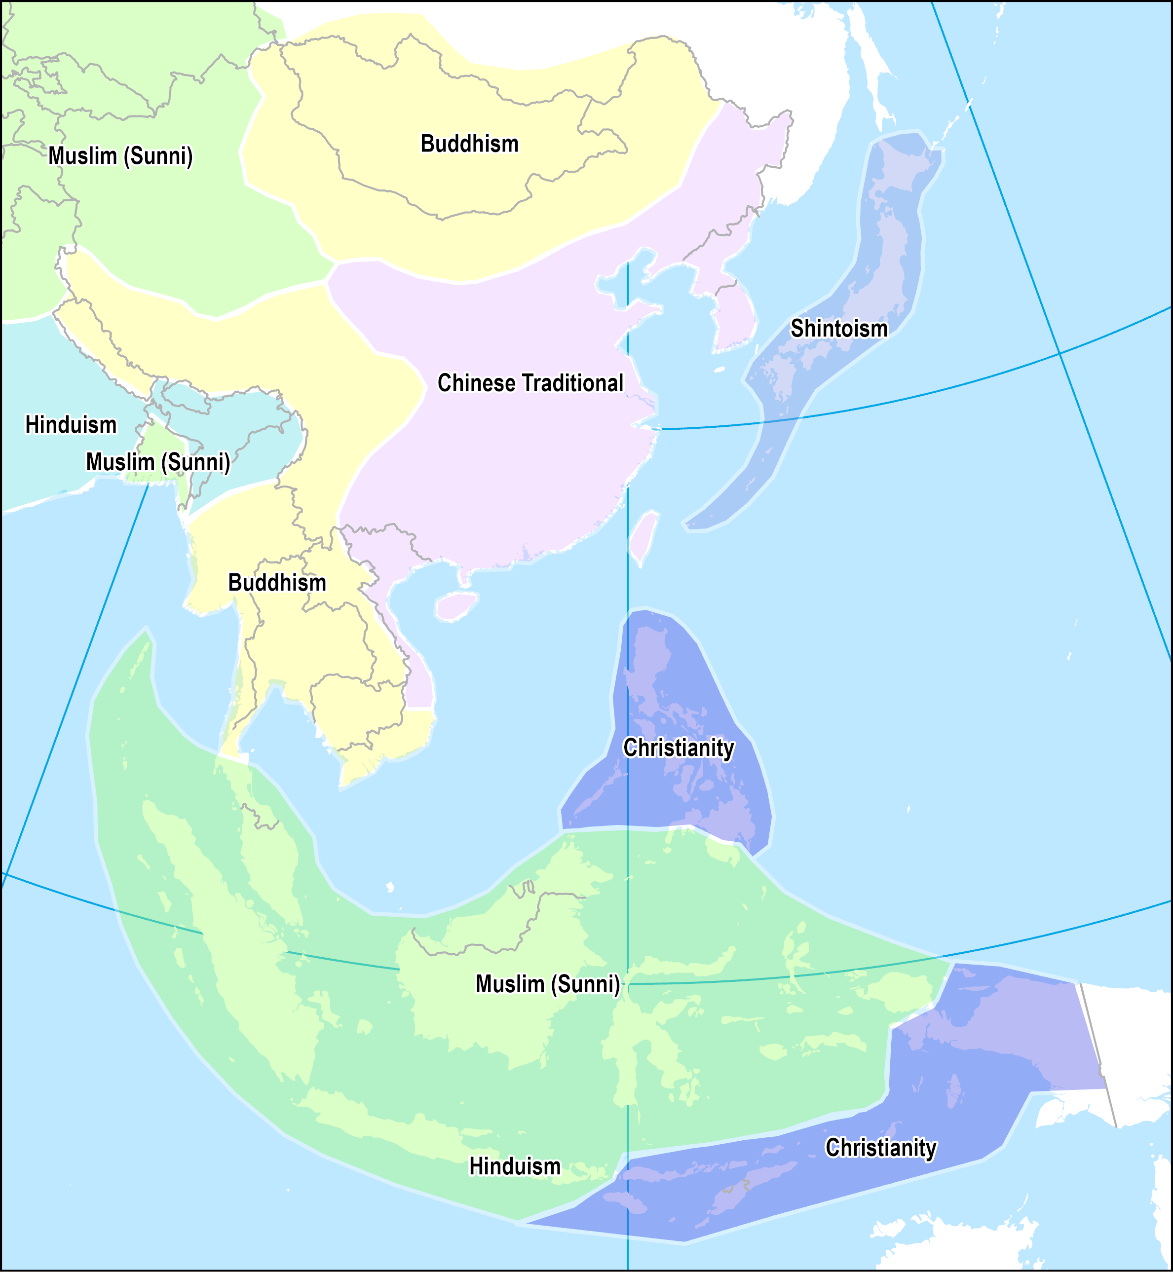 Buddhism
Muslim (Sunni)
Shintoism
Chinese Traditional
Hinduism
Muslim (Sunni)
Buddhism
Christianity
Muslim (Sunni)
Christianity
Hinduism